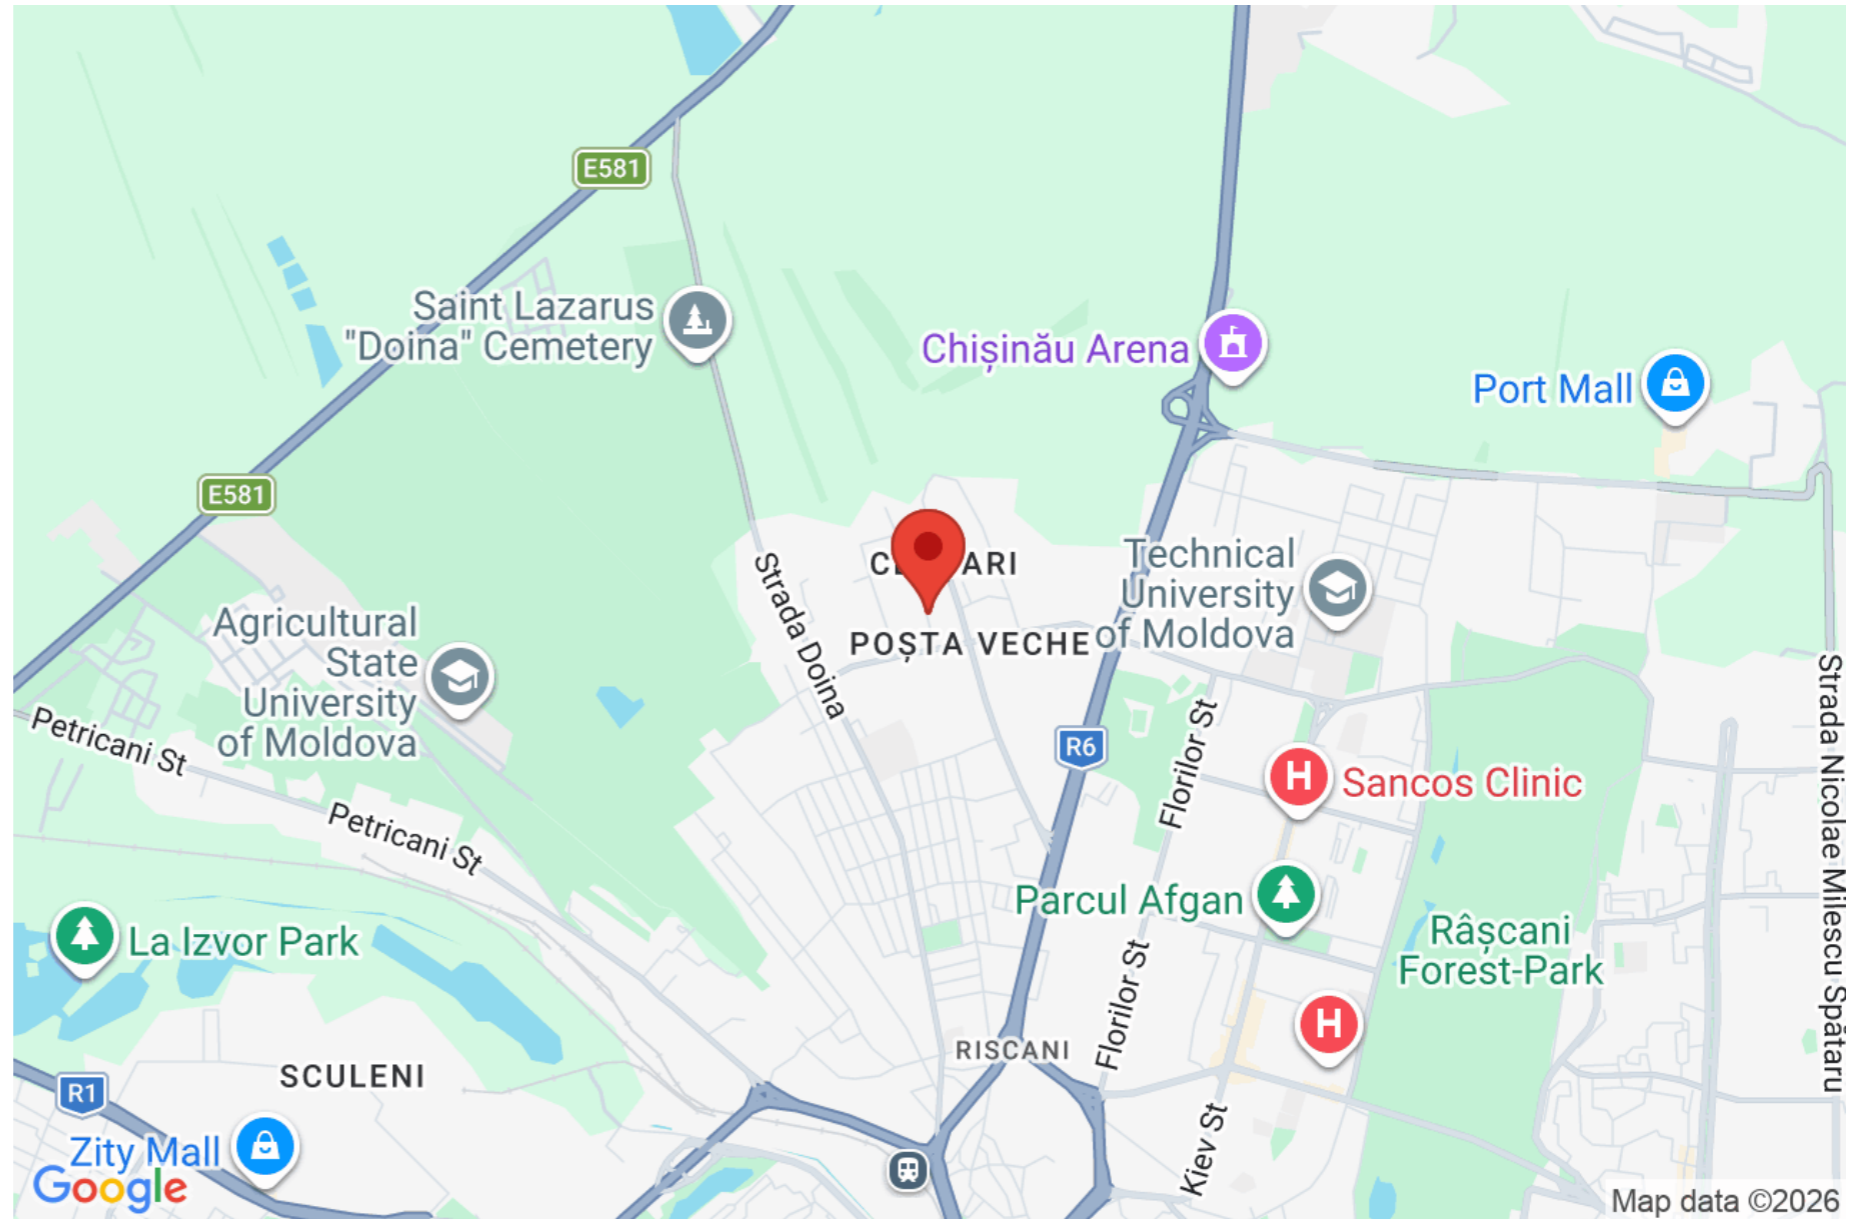 E581
Saint Lazarus
"Doina" Cemetery
Chișinău Arena
Port Mall
E581
Strada Doina
POȘTA VECHE
Technical
University
of Moldova
Agricultural
State
University
of Moldova
Petricani St
Petricani St
R6
Florilor St
Sancos Clinic
H
Strada Nicolae Milescu Spătaru
La Izvor Park
Parcul Afgan
Râșcani
Forest-Park
Florilor St
H
RISCANI
SCULENI
R1
Zity Mall
Kiev St
Google
Map data ©2026